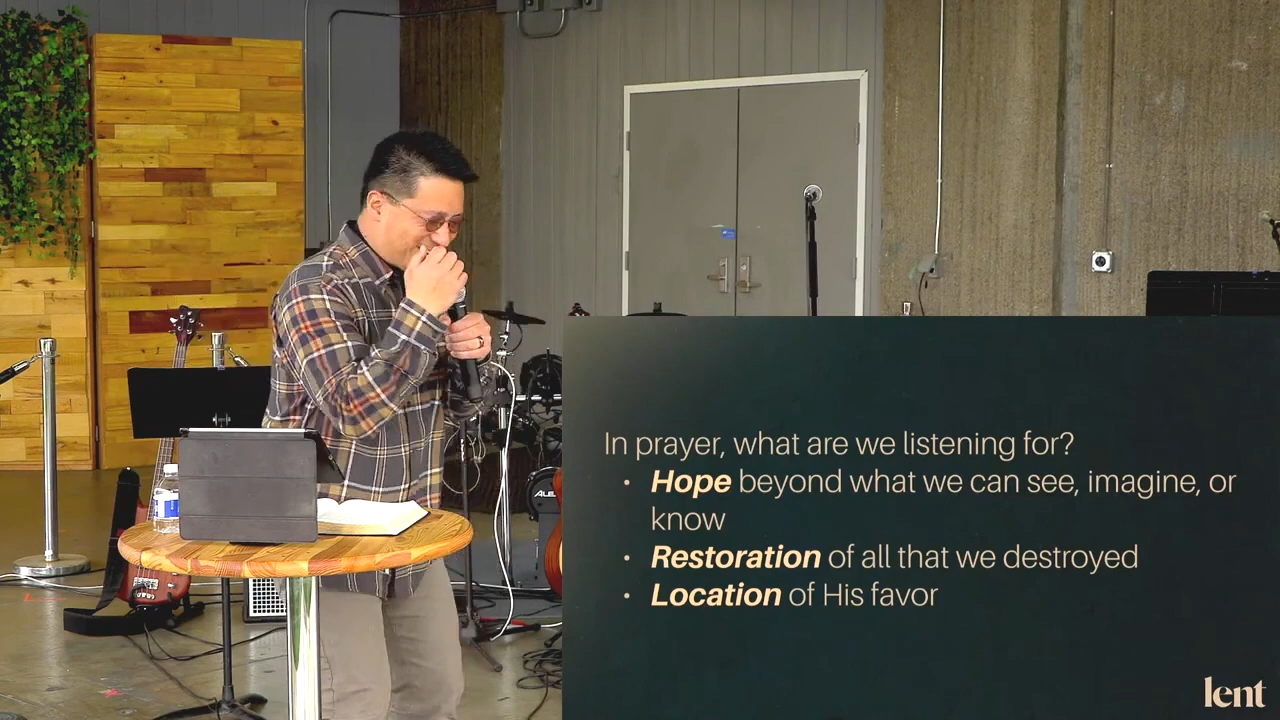 In prayer, what are we listening for?
• Hope beyond what we can see, imagine, or
know
• Restoration of all that we destroyed
• Location of His favor
lent